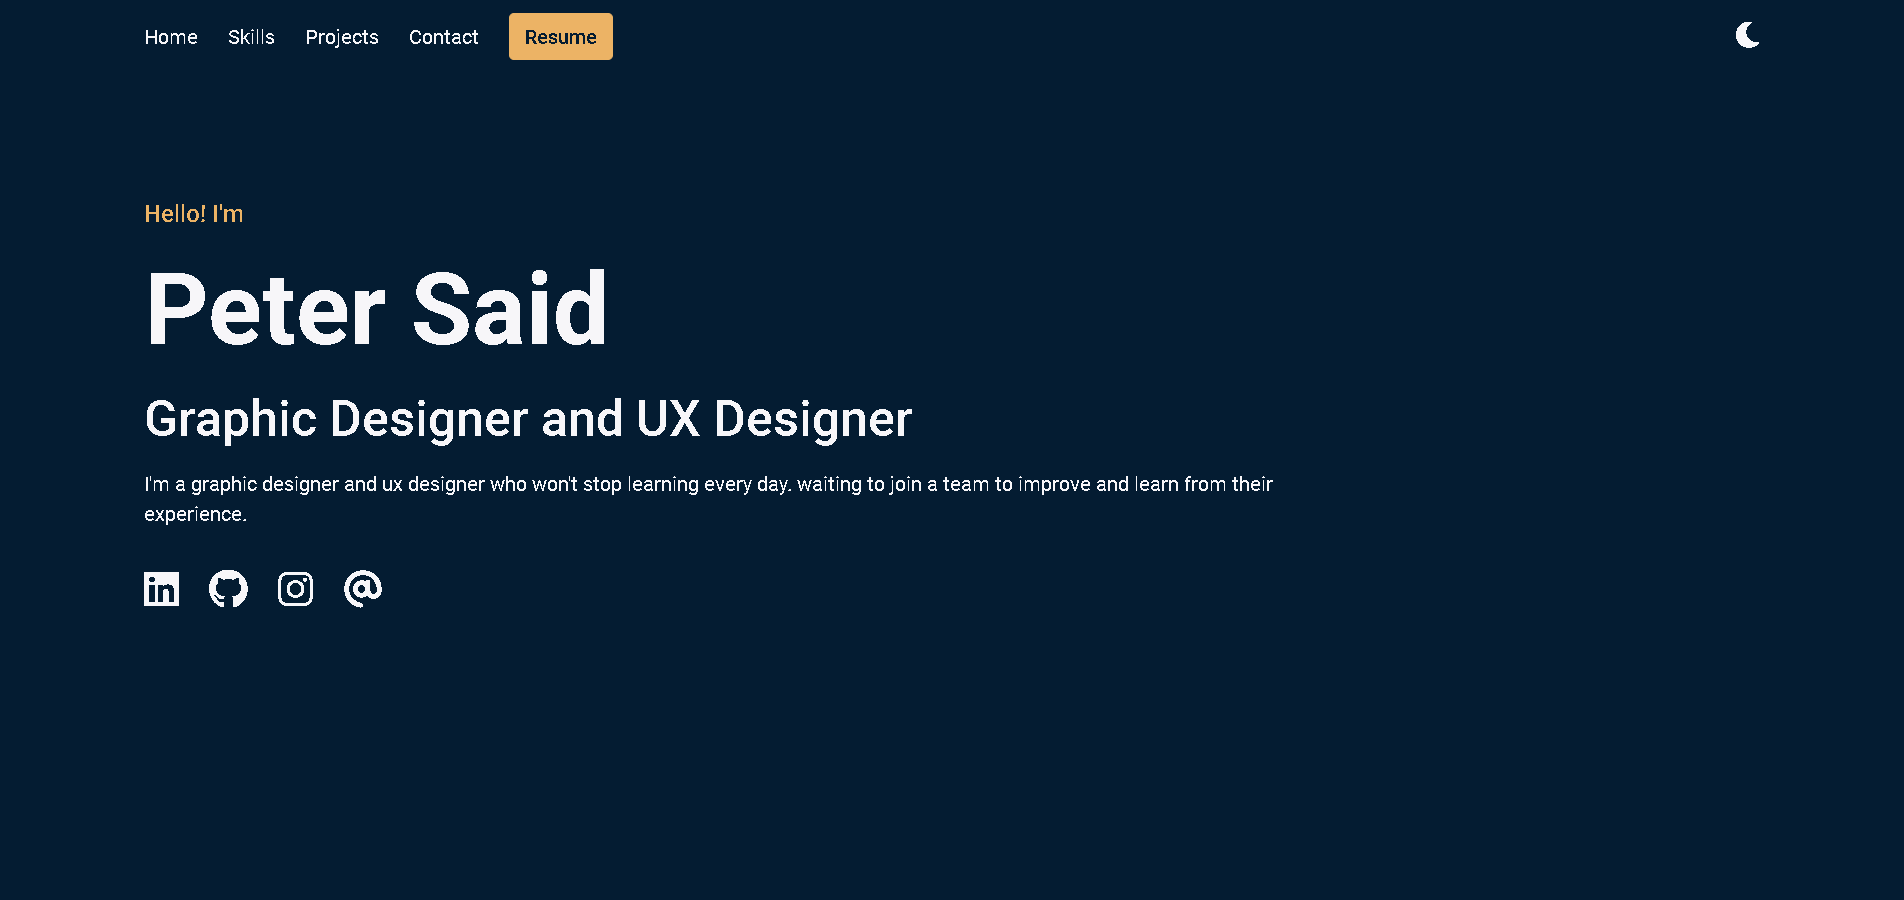 Home Skills Projects Contact Resume
Hello! I'm
Peter Said
Graphic Designer and UX Designer
I'm a graphic designer and ux designer who won't stop learning every day. waiting to join a team to improve and learn from their
experience.